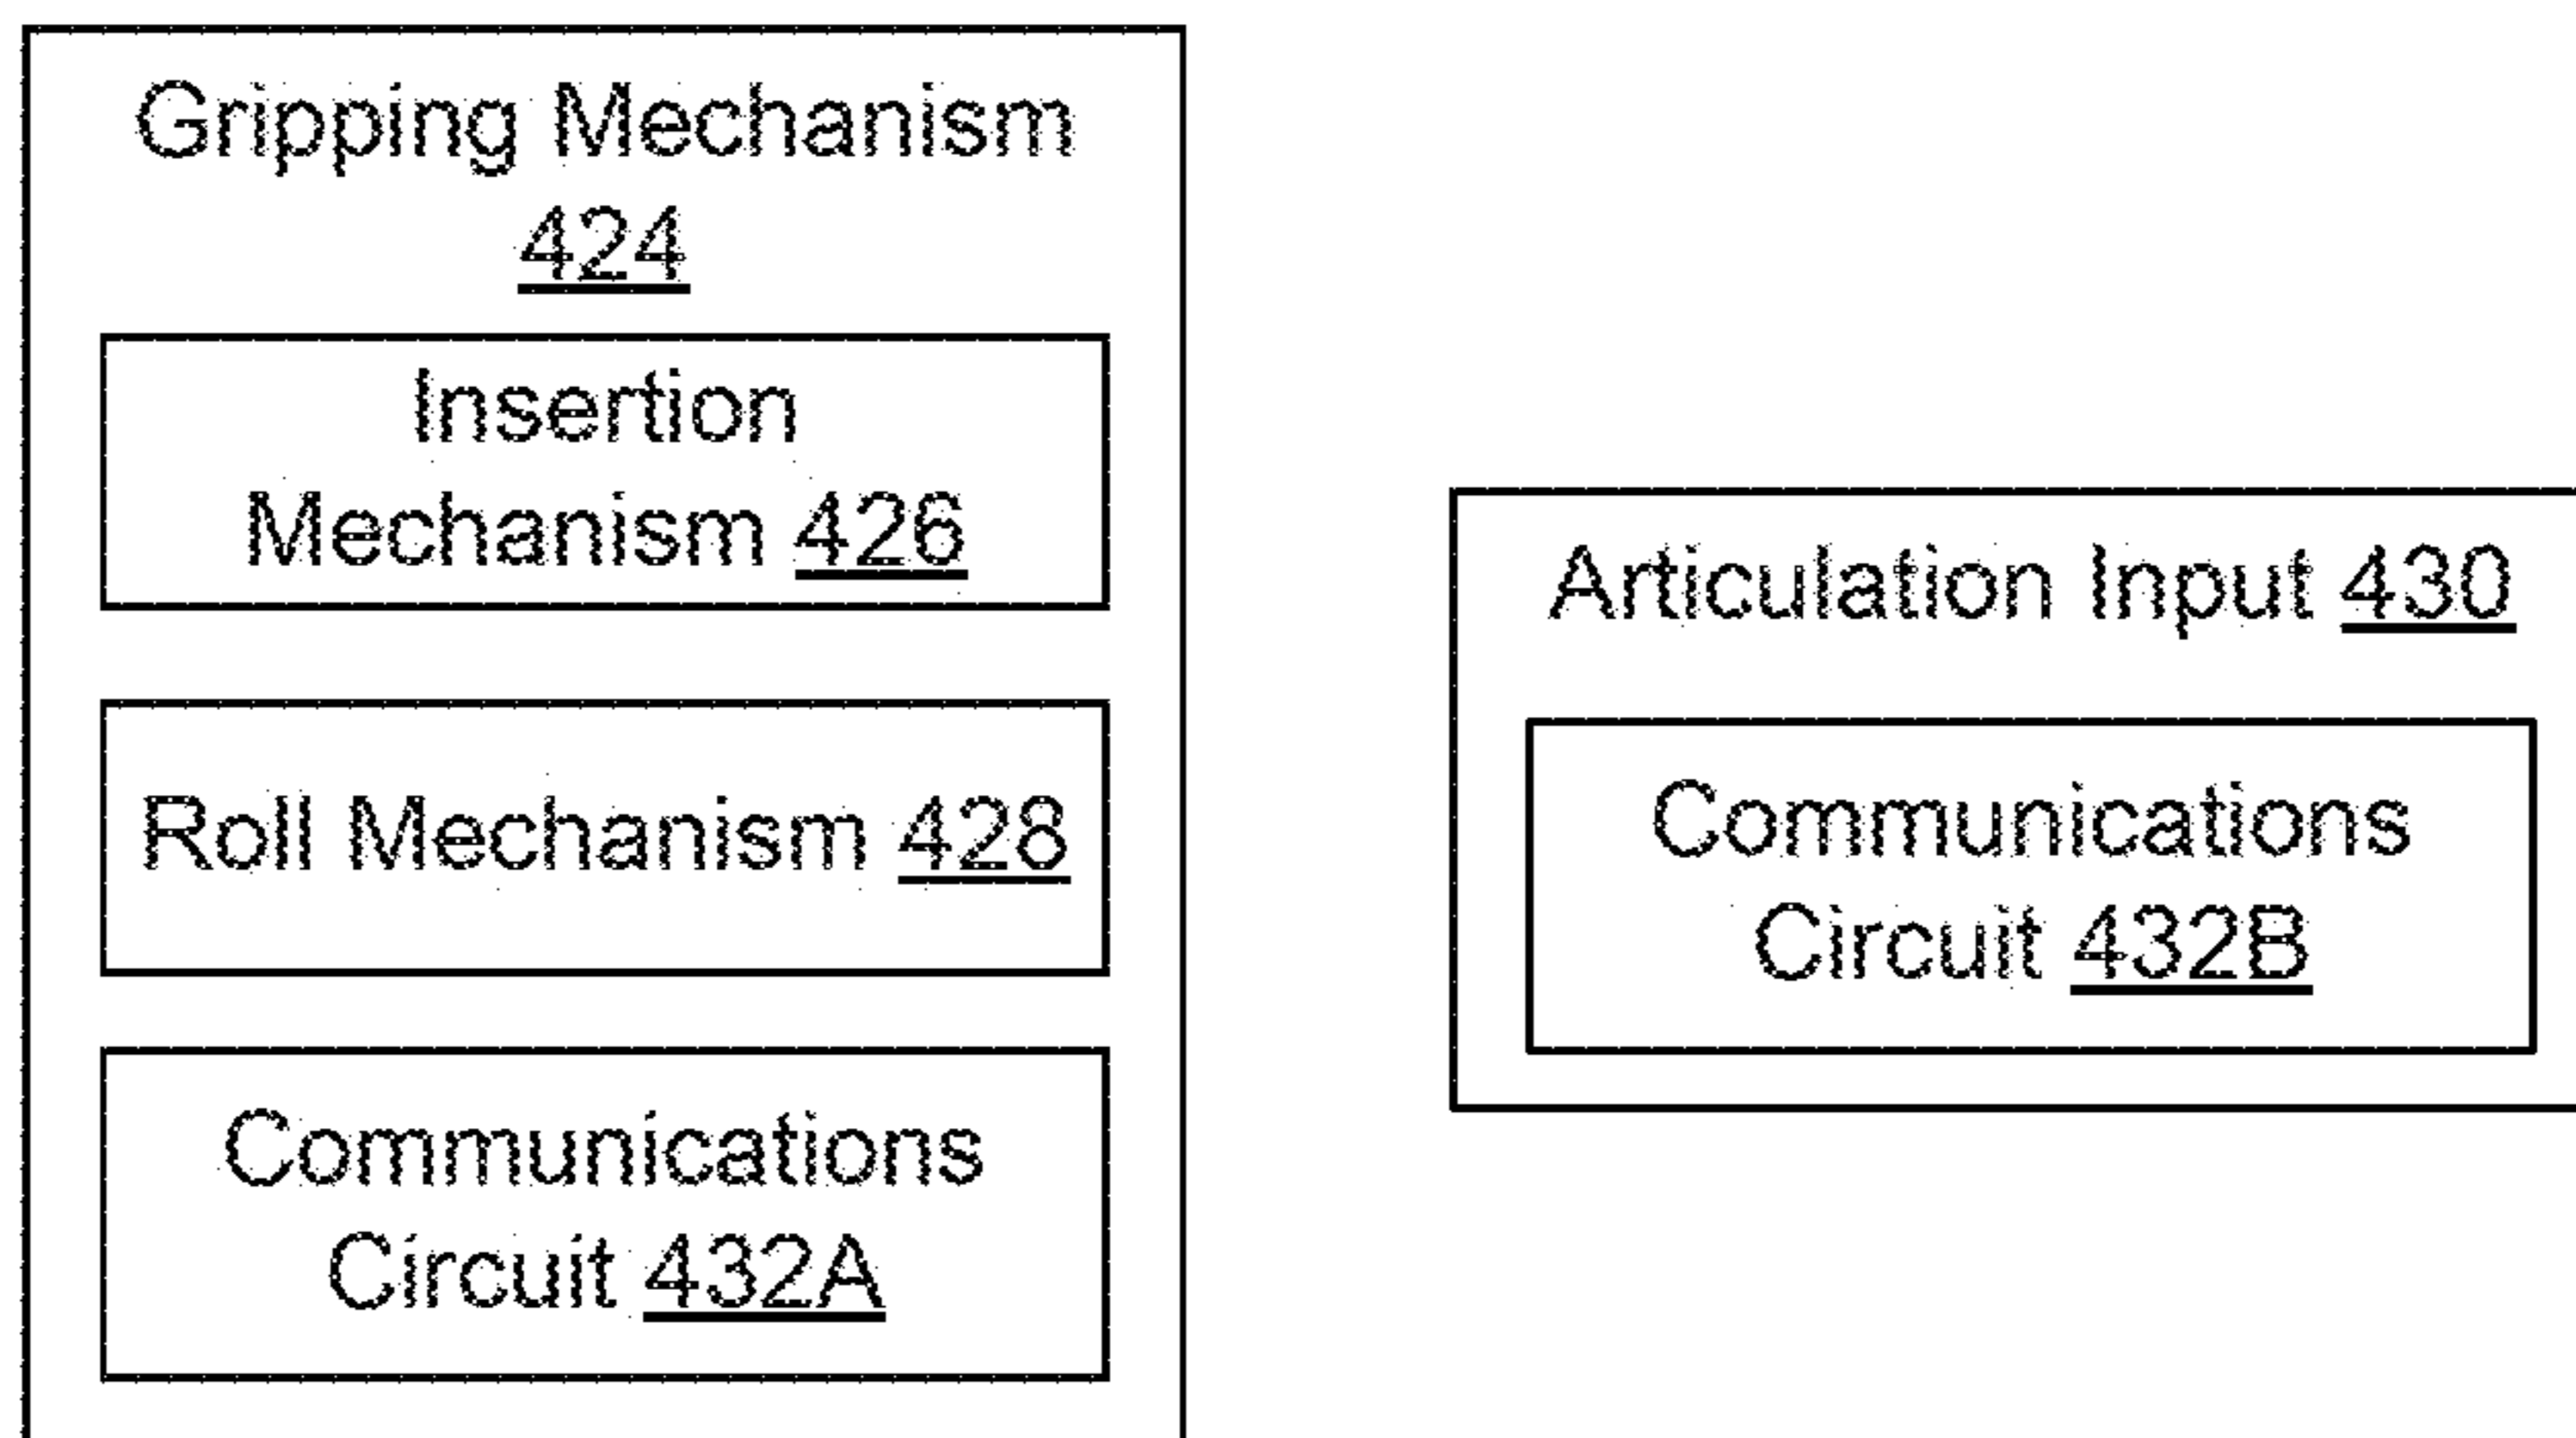 Gripping Mechanism
424
Insertion
Mechanism 426
Roll Mechanism 428
Communications
Circuit 432A
Articulation Input 430
Communications
Circuit 432B